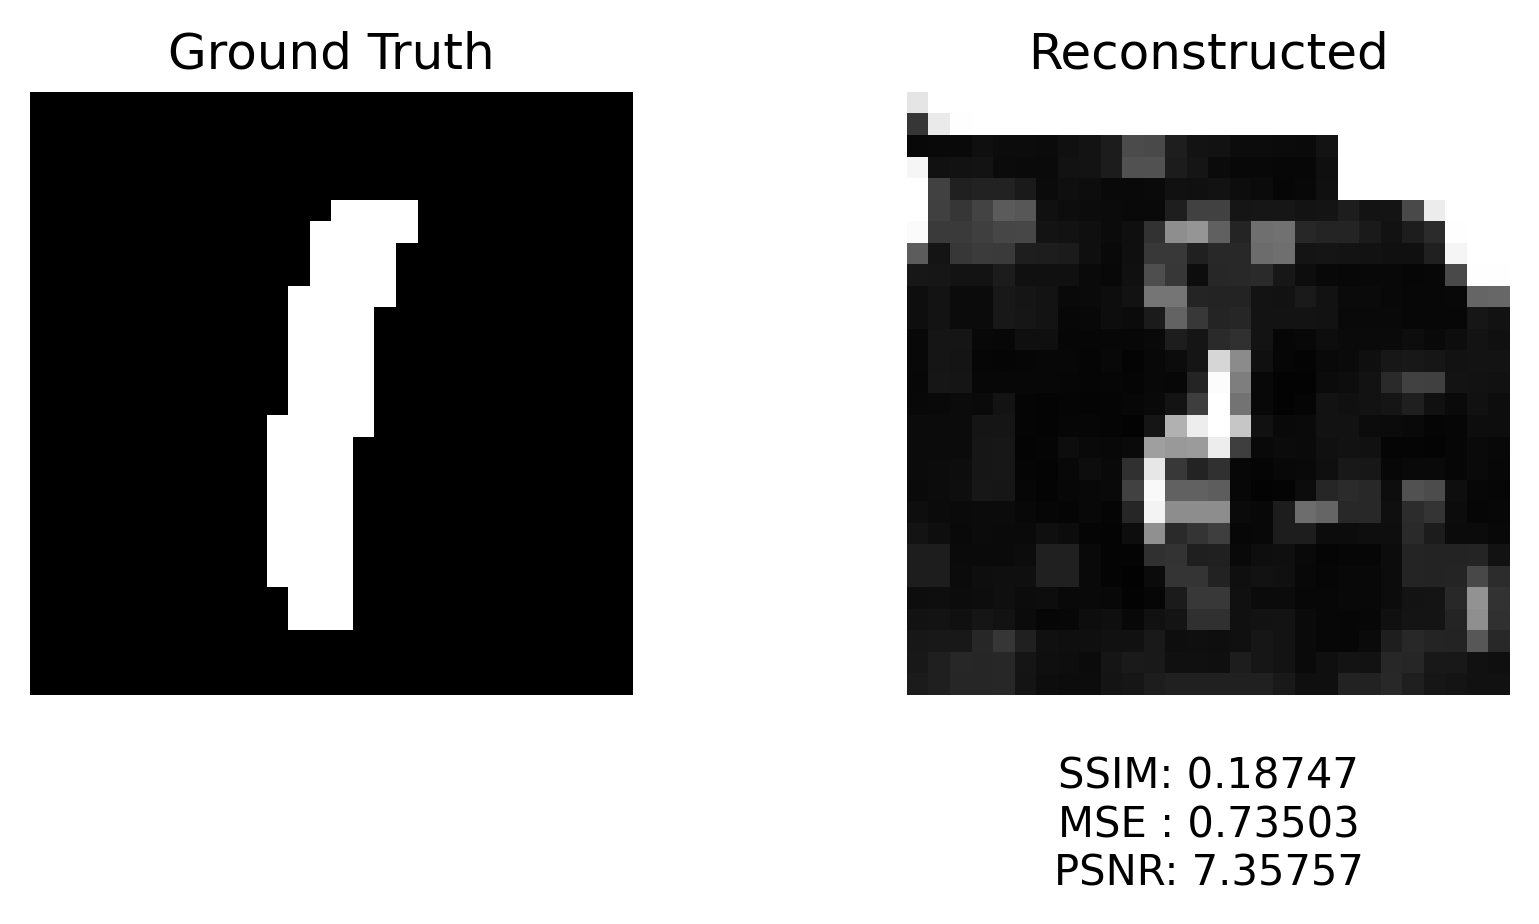 Ground Truth
Reconstructed
SSIM: 0.18747
MSE : 0.73503
PSNR: 7.35757